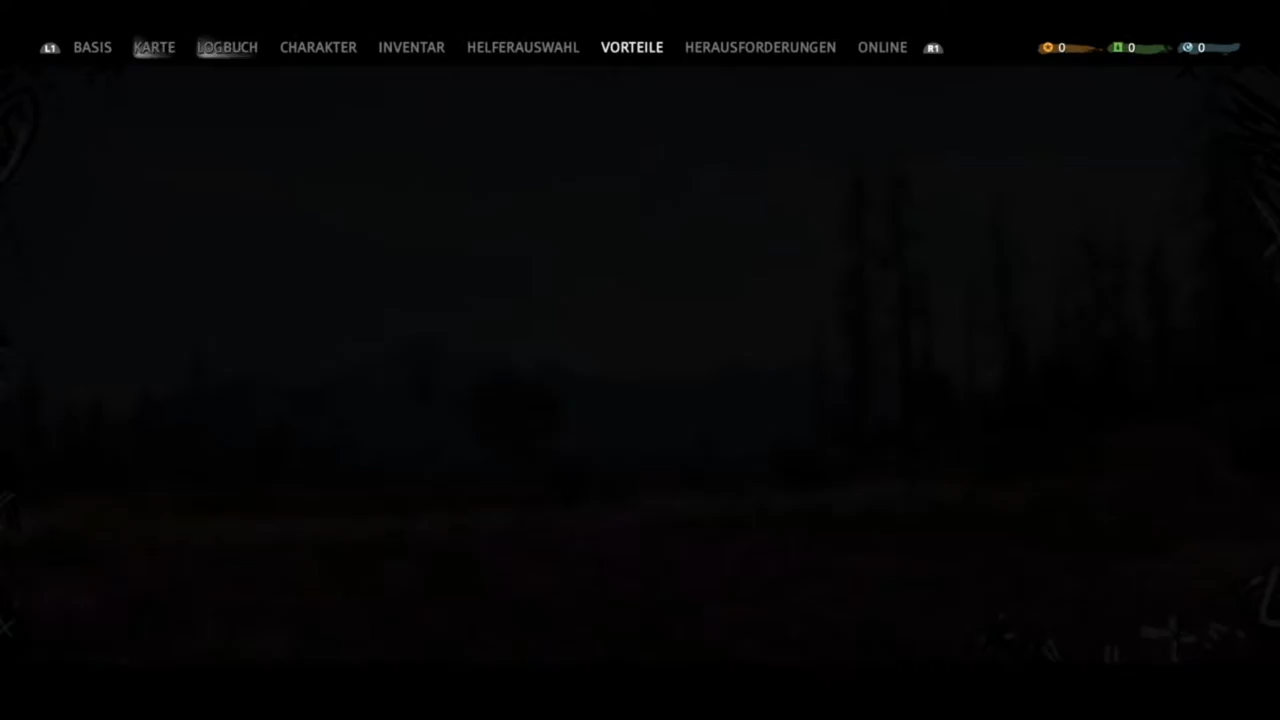 L1 BASIS KARTE LOGBUCH CHARAKTER INVENTAR HELFERAUSWAHL VORTEILE HERAUSFORDERUNGEN ONLINE R1 0 0 0